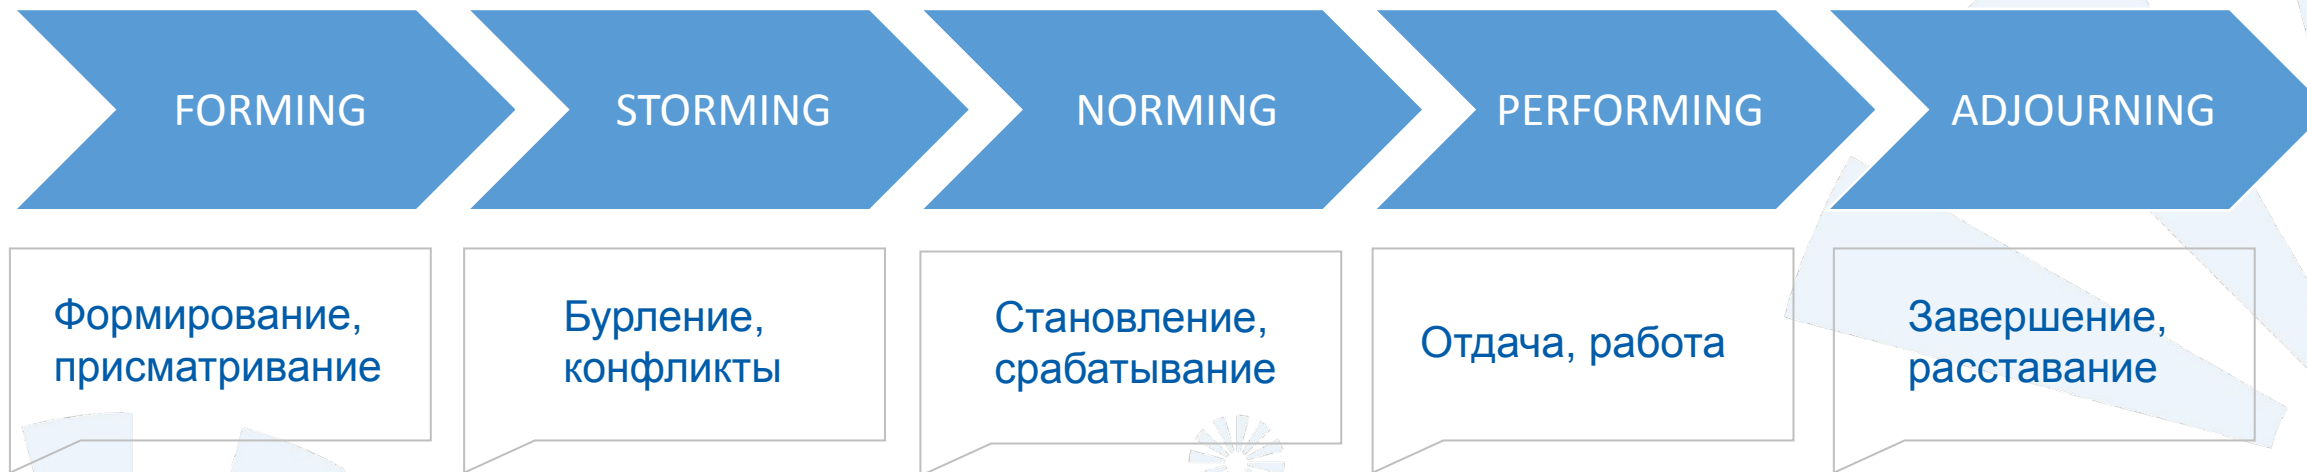 FORMING
STORMING
NORMING
PERFORMING
ADJOURNING
Формирование,
присматривание
Бурление,
конфликты
Становление,
срабатывание
Отдача, работа
Завершение,
расставание